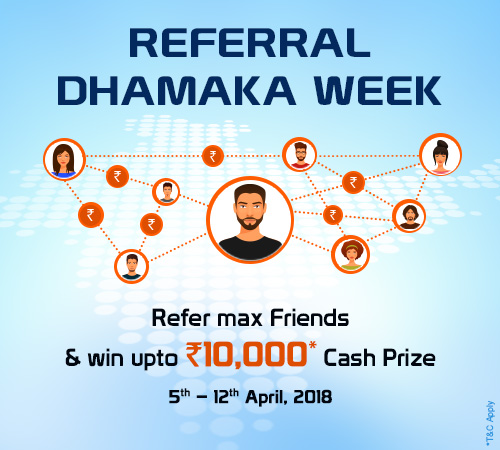 REFERRAL
DHAMAKA WEEK
₹
₹
₹
₹
₹
₹
Refer max Friends
& win upto ₹10,000* Cash Prize
5th – 12th April, 2018
*T&C Apply